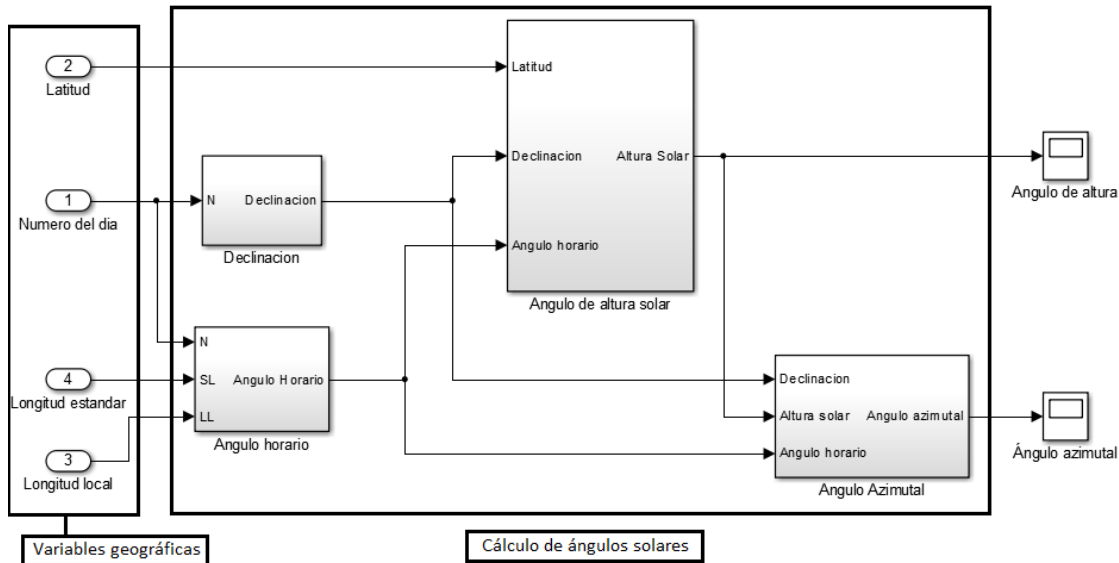 2
Latitud
1
Numero del dia
4
Longitud estandar
3
Longitud local
Variables geográficas
N
Declinacion
Declinacion
N
SL
LL
Angulo Horario
Angulo horario
Latitud
Declinacion
Altura Solar
Angulo horario
Angulo de altura solar
Declinacion
Altura solar
Angulo azimutal
Angulo horario
Angulo Azimutal
Angulo de altura
Ángulo azimutal
Cálculo de ángulos solares